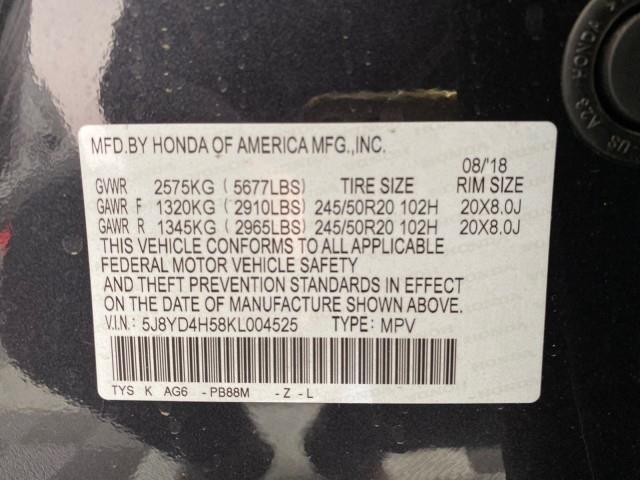 MFD.BY HONDA OF AMERICA MFG.,INC.
08/'18
GVWR 2575KG ( 5677LBS) TIRE SIZE RIM SIZE
GAWR F 1320KG ( 2910LBS) 245/50R20 102H 20X8.0J
GAWR R 1345KG ( 2965LBS) 245/50R20 102H 20X8.0J
THIS VEHICLE CONFORMS TO ALL APPLICABLE
FEDERAL MOTOR VEHICLE SAFETY
AND THEFT PREVENTION STANDARDS IN EFFECT
ON THE DATE OF MANUFACTURE SHOWN ABOVE.
V.I.N.: 5J8YD4H58KL004525 TYPE: MPV
TYS K AG6 -PB88M -Z -L
A23 HONDA